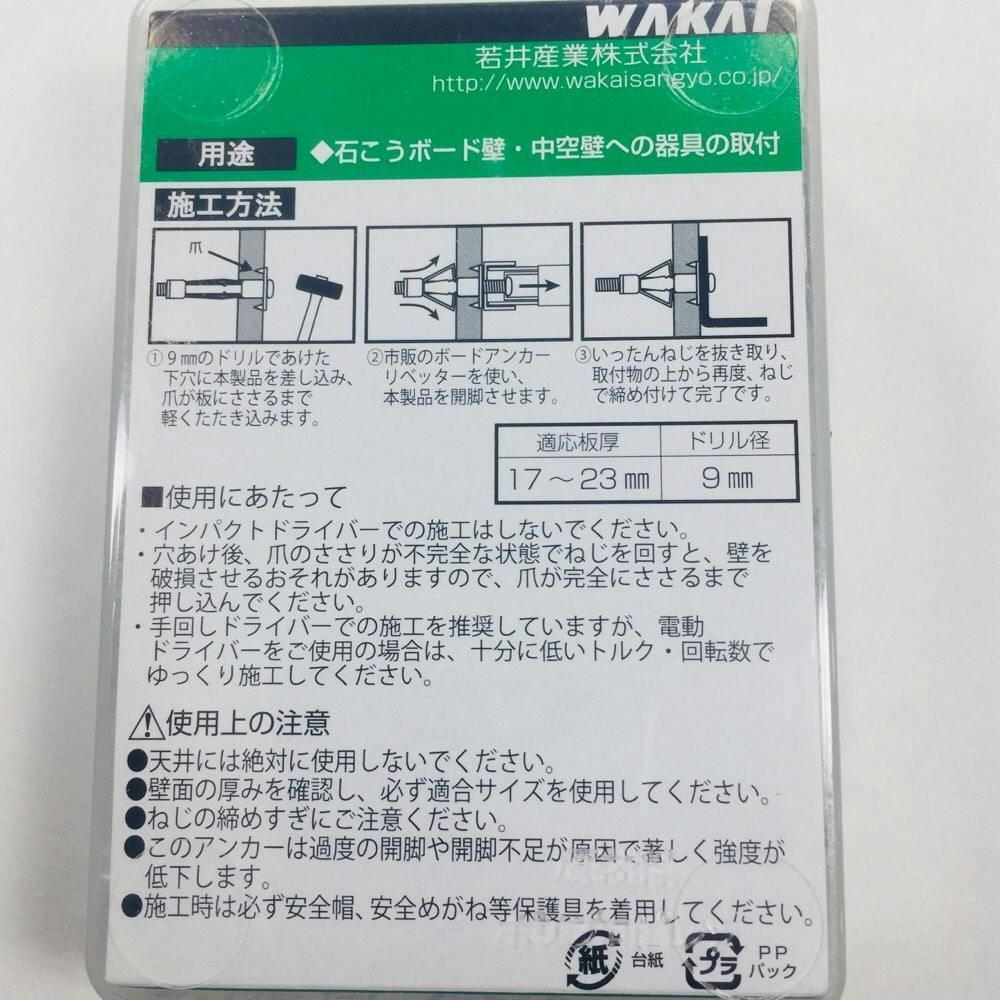 WAKAI
若井産業株式会社
http://www.wakaisangyo.co.jp/
用途 ◆石こうボード壁・中空壁への器具の取付
施工方法
爪
①9㎜のドリルであけた
下穴に本製品を差し込み、
爪が板にささるまで
軽くたたき込みます。
②市販のボードアンカー
リベッターを使い、
本製品を開脚させます。
③いったんねじを抜き取り、
取付物の上から再度、ねじ
で締め付けて完了です。
適応板厚 ドリル径
17～23㎜ 9㎜
■使用にあたって
・インパクトドライバーでの施工はしないでください。
・穴あけ後、爪のささりが不完全な状態でねじを回すと、壁を
破損させるおそれがありますので、爪が完全にささるまで
押し込んでください。
・手回しドライバーでの施工を推奨していますが、電動
ドライバーをご使用の場合は、十分に低いトルク・回転数で
ゆっくり施工してください。
⚠使用上の注意
●天井には絶対に使用しないでください。
●壁面の厚みを確認し、必ず適合サイズを使用してください。
●ねじの締めすぎにご注意ください。
●このアンカーは過度の開脚や開脚不足が原因で著しく強度が
低下します。
●施工時は必ず安全帽、安全めがね等保護具を着用してください。
紙 台紙 プラ PP
パック